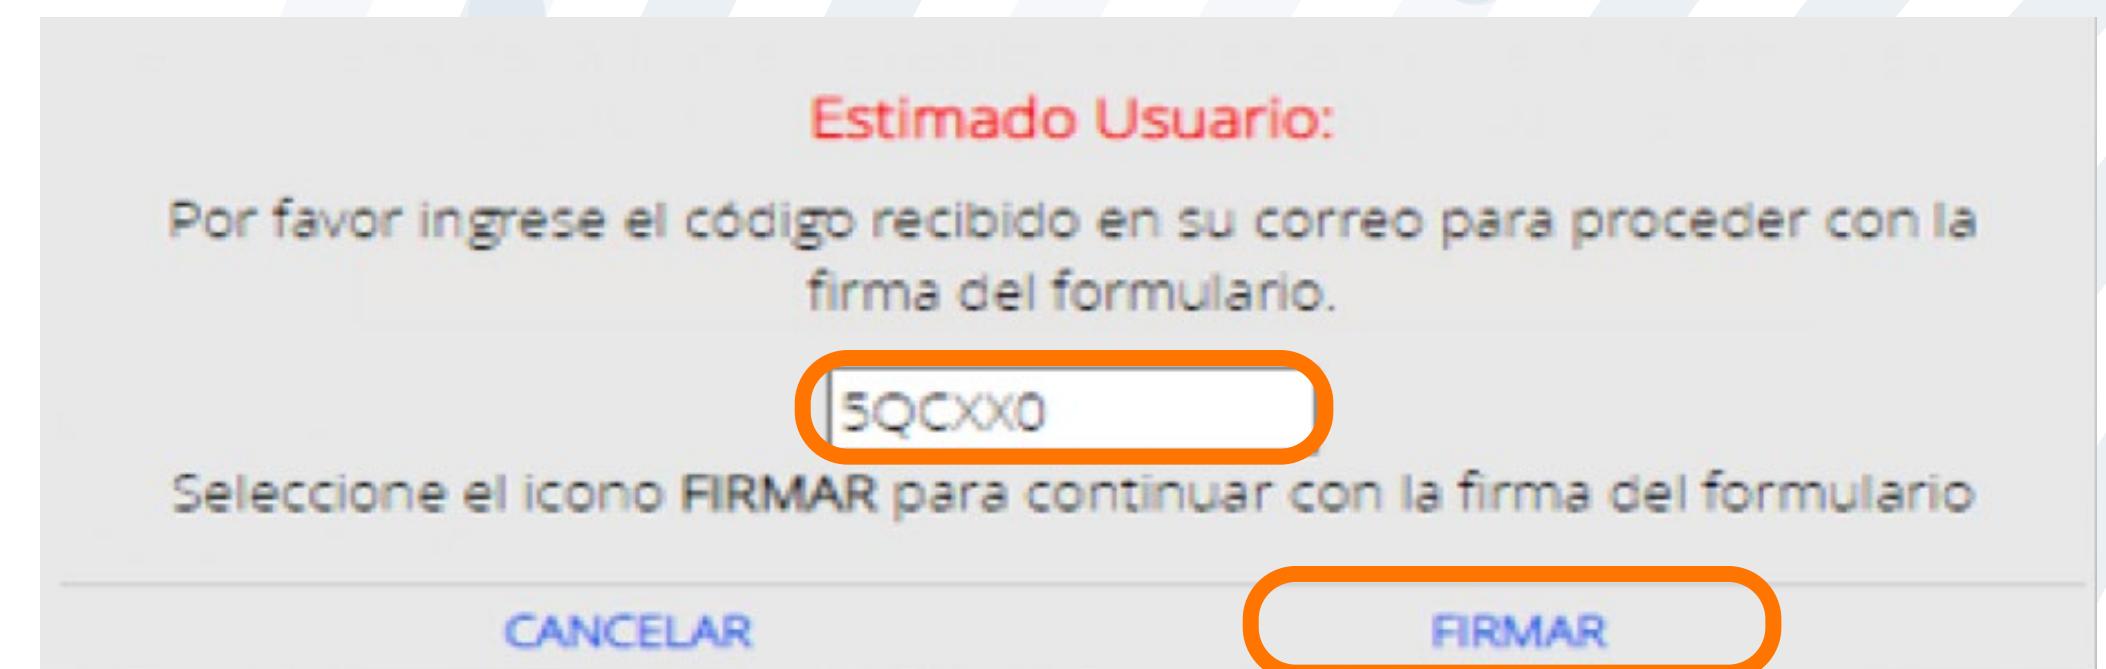 Estimado Usuario:
Por favor ingrese el código recibido en su correo para proceder con la
firma del formulario.
5QCXX0
Seleccione el icono FIRMAR para continuar con la firma del formulario
CANCELAR FIRMAR